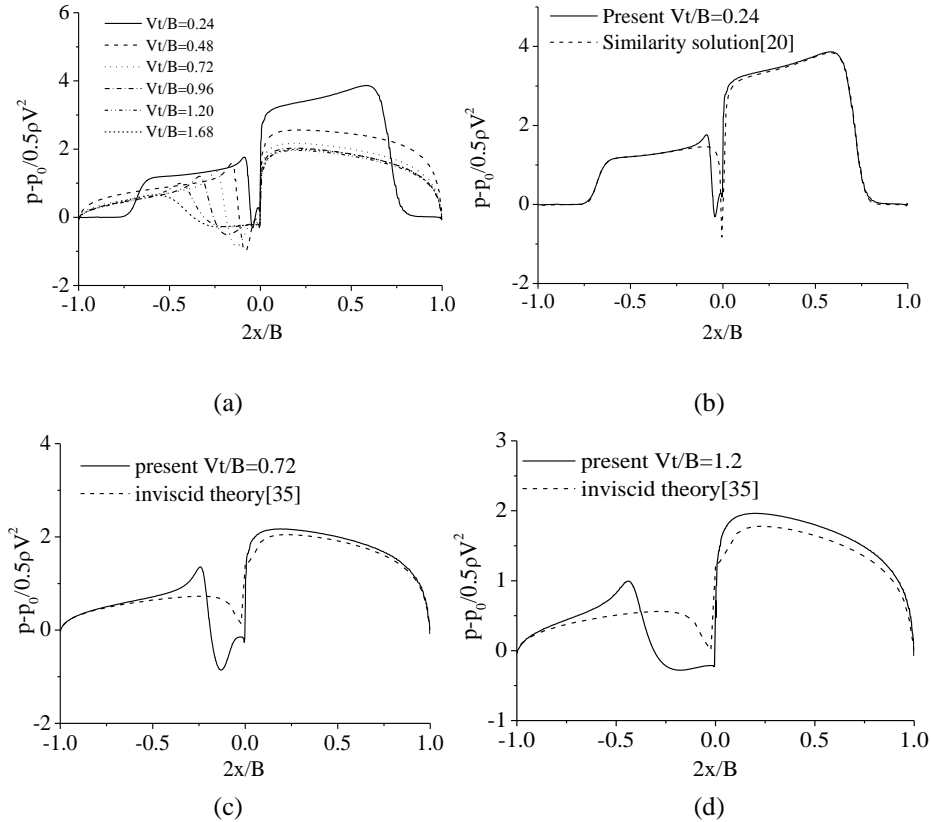 Vt/B=0.24
Vt/B=0.48
Vt/B=0.72
Vt/B=0.96
Vt/B=1.20
Vt/B=1.68
p-p0/0.5ρV2
4
2
0
-2
-1.0 -0.5 0.0 0.5 1.0
2x/B
(a)
Present Vt/B=0.24
Similarity solution[20]
p-p0/0.5ρV2
4
2
0
-2
-1.0 -0.5 0.0 0.5 1.0
2x/B
(b)
present Vt/B=0.72
inviscid theory[35]
p-p0/0.5ρV2
4
2
0
-2
-1.0 -0.5 0.0 0.5 1.0
2x/B
(c)
present Vt/B=1.2
inviscid theory[35]
p-p0/0.5ρV2
3
2
1
0
-1
-1.0 -0.5 0.0 0.5 1.0
2x/B
(d)